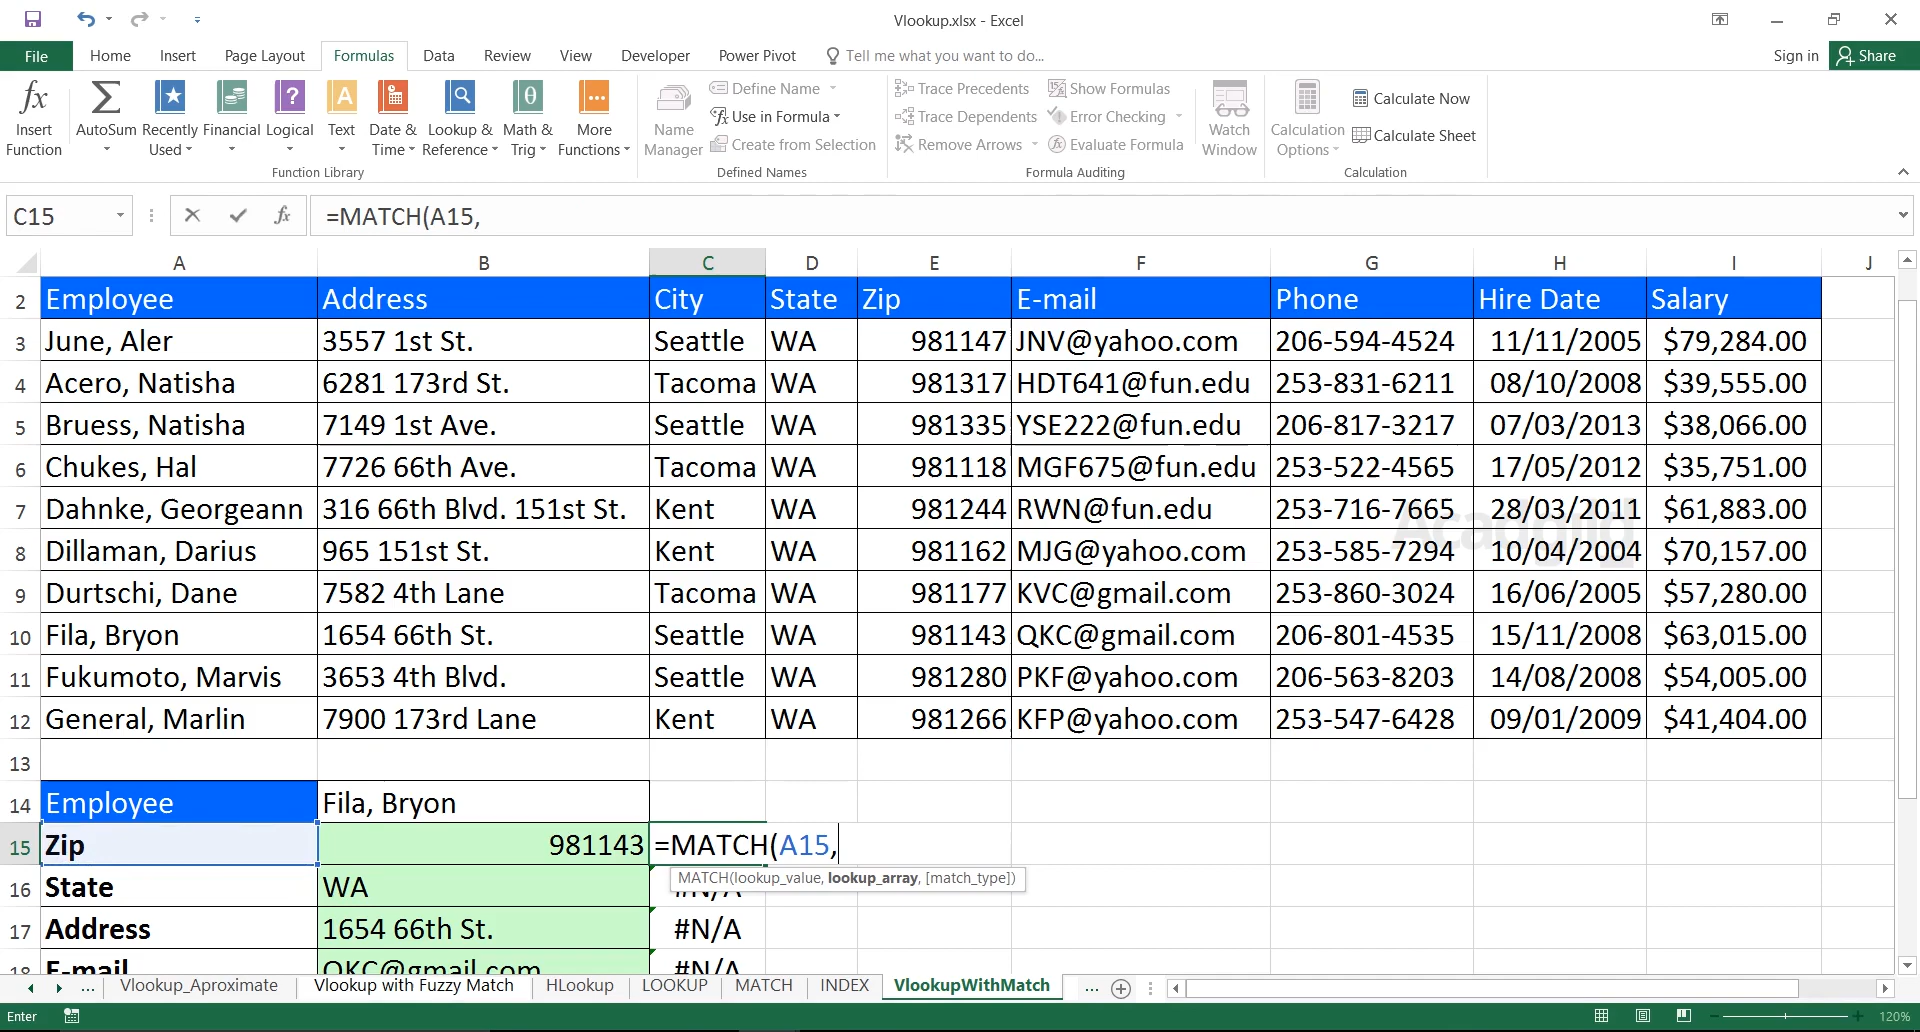 Vlookup.xlsx - Excel
File Home Insert Page Layout Formulas Data Review View Developer Power Pivot Tell me what you want to do... Sign in Share
Insert Function
AutoSum
Recently Used
Financial
Logical
Text
Date & Time
Lookup & Reference
Math & Trig
More Functions
Function Library
Name Manager
Define Name
Use in Formula
Create from Selection
Defined Names
Trace Precedents
Trace Dependents
Remove Arrows
Show Formulas
Error Checking
Evaluate Formula
Formula Auditing
Watch Window
Calculation Options
Calculate Now
Calculate Sheet
Calculation
C15 fx =MATCH(A15,
A B C D E F G H I J
2 Employee Address City State Zip E-mail Phone Hire Date Salary
3 June, Aler 3557 1st St. Seattle WA 981147 JNV@yahoo.com 206-594-4524 11/11/2005 $79,284.00
4 Acero, Natisha 6281 173rd St. Tacoma WA 981317 HDT641@fun.edu 253-831-6211 08/10/2008 $39,555.00
5 Bruess, Natisha 7149 1st Ave. Seattle WA 981335 YSE222@fun.edu 206-817-3217 07/03/2013 $38,066.00
6 Chukes, Hal 7726 66th Ave. Tacoma WA 981118 MGF675@fun.edu 253-522-4565 17/05/2012 $35,751.00
7 Dahnke, Georgeann 316 66th Blvd. 151st St. Kent WA 981244 RWN@fun.edu 253-716-7665 28/03/2011 $61,883.00
8 Dillaman, Darius 965 151st St. Kent WA 981162 MJG@yahoo.com 253-585-7294 10/04/2004 $70,157.00
9 Durtschi, Dane 7582 4th Lane Tacoma WA 981177 KVC@gmail.com 253-860-3024 16/06/2005 $57,280.00
10 Fila, Bryon 1654 66th St. Seattle WA 981143 QKC@gmail.com 206-801-4535 15/11/2008 $63,015.00
11 Fukumoto, Marvis 3653 4th Blvd. Seattle WA 981280 PKF@yahoo.com 206-563-8203 14/08/2008 $54,005.00
12 General, Marlin 7900 173rd Lane Kent WA 981266 KFP@yahoo.com 253-547-6428 09/01/2009 $41,404.00
13
14 Employee Fila, Bryon
15 Zip 981143 =MATCH(A15,
MATCH(lookup_value, lookup_array, [match_type])
16 State WA #N/A
17 Address 1654 66th St. #N/A
18 E-mail QKC@gmail.com #N/A
... Vlookup_Aproximate Vlookup with Fuzzy Match HLookup LOOKUP MATCH INDEX VlookupWithMatch ...
Enter 120%